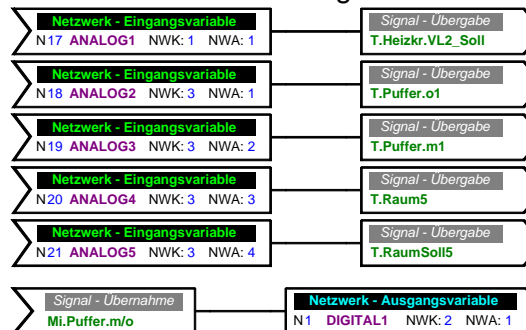 Netzwerk - Eingangsvariable Signal - Übergabe
N17 ANALOG1 NWK: 1 NWA: 1 T.Heizkr.VL2_Soll
Netzwerk - Eingangsvariable Signal - Übergabe
N18 ANALOG2 NWK: 3 NWA: 1 T.Puffer.o1
Netzwerk - Eingangsvariable Signal - Übergabe
N19 ANALOG3 NWK: 3 NWA: 2 T.Puffer.m1
Netzwerk - Eingangsvariable Signal - Übergabe
N20 ANALOG4 NWK: 3 NWA: 3 T.Raum5
Netzwerk - Eingangsvariable Signal - Übergabe
N21 ANALOG5 NWK: 3 NWA: 4 T.RaumSoll5
Signal - Übernahme Netzwerk - Ausgangsvariable
Mi.Puffer.m/o N1 DIGITAL1 NWK: 2 NWA: 1